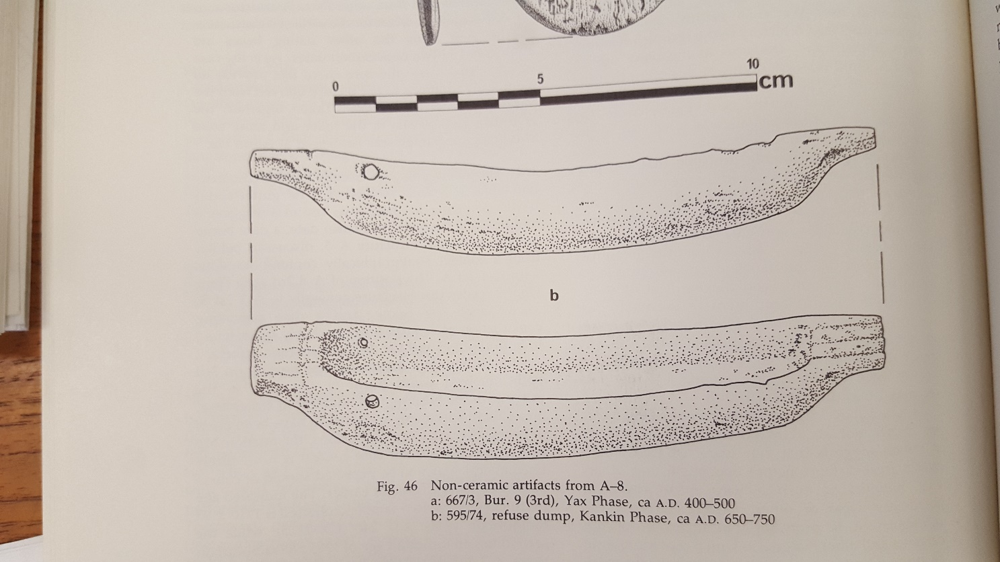 0 5 10
cm
b
Fig. 46 Non-ceramic artifacts from A–8.
a: 667/3, Bur. 9 (3rd), Yax Phase, ca A.D. 400–500
b: 595/74, refuse dump, Kankin Phase, ca A.D. 650–750